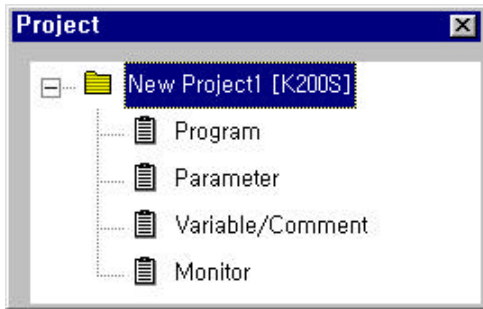 Project
New Project1 [K200S]
Program
Parameter
Variable/Comment
Monitor